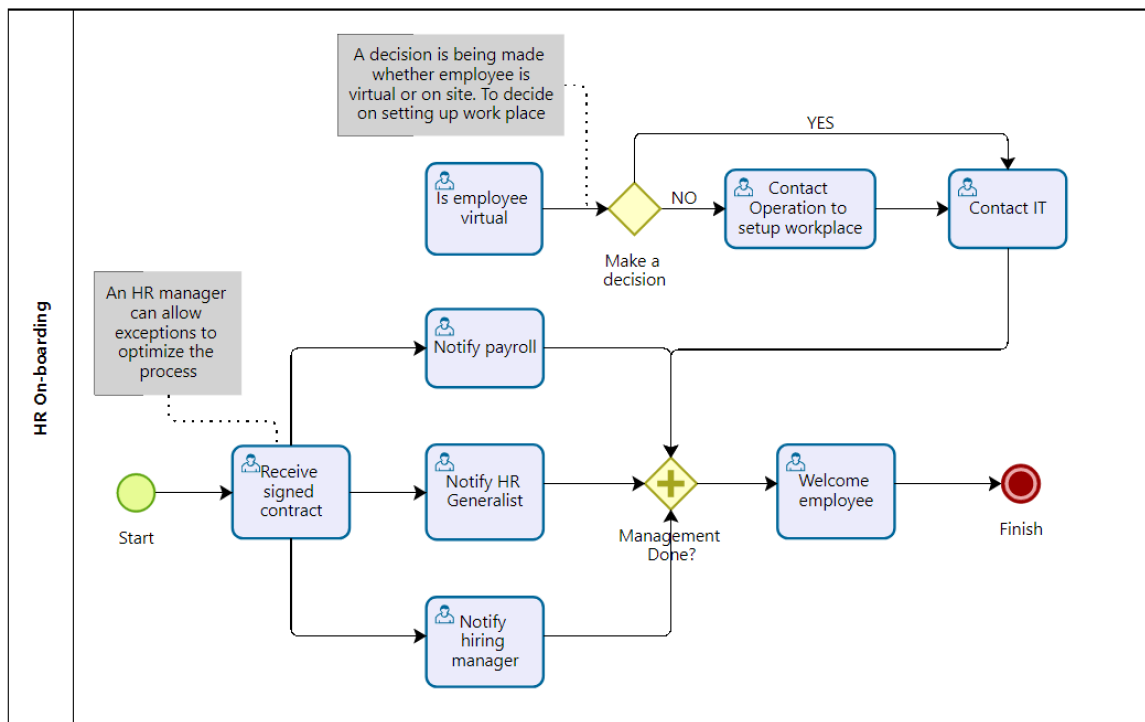 HR On-boarding
A decision is being made
whether employee is
virtual or on site. To decide
on setting up work place
YES
Is employee
virtual
NO
Contact
Operation to
setup workplace
Contact IT
Make a
decision
An HR manager
can allow
exceptions to
optimize the
process
Notify payroll
Receive
signed
contract
Notify HR
Generalist
Welcome
employee
Start
Management
Done?
Finish
Notify
hiring
manager